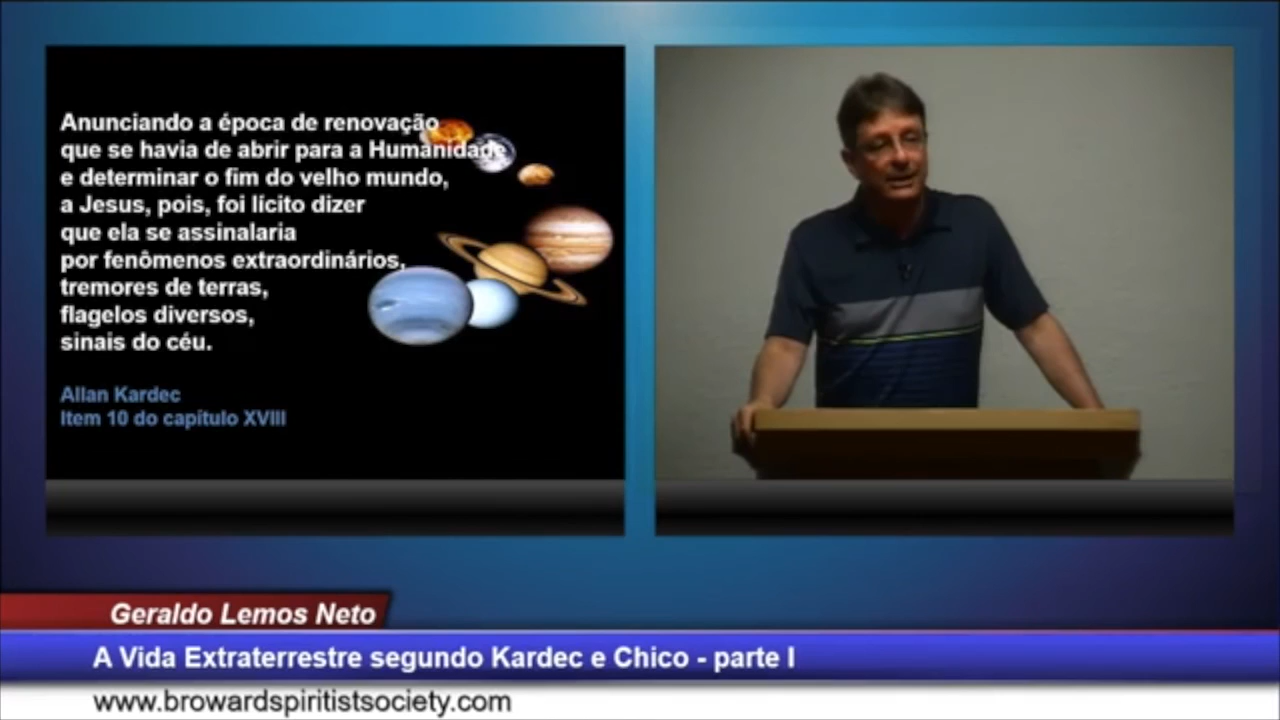 Anunciando a época de renovação
que se havia de abrir para a Humanidade
e determinar o fim do velho mundo,
a Jesus, pois, foi lícito dizer
que ela se assinalaria
por fenômenos extraordinários,
tremores de terras,
flagelos diversos,
sinais do céu.
Allan Kardec
Item 10 do capítulo XVIII
Geraldo Lemos Neto
A Vida Extraterrestre segundo Kardec e Chico - parte I
www.browardspiritistsociety.com